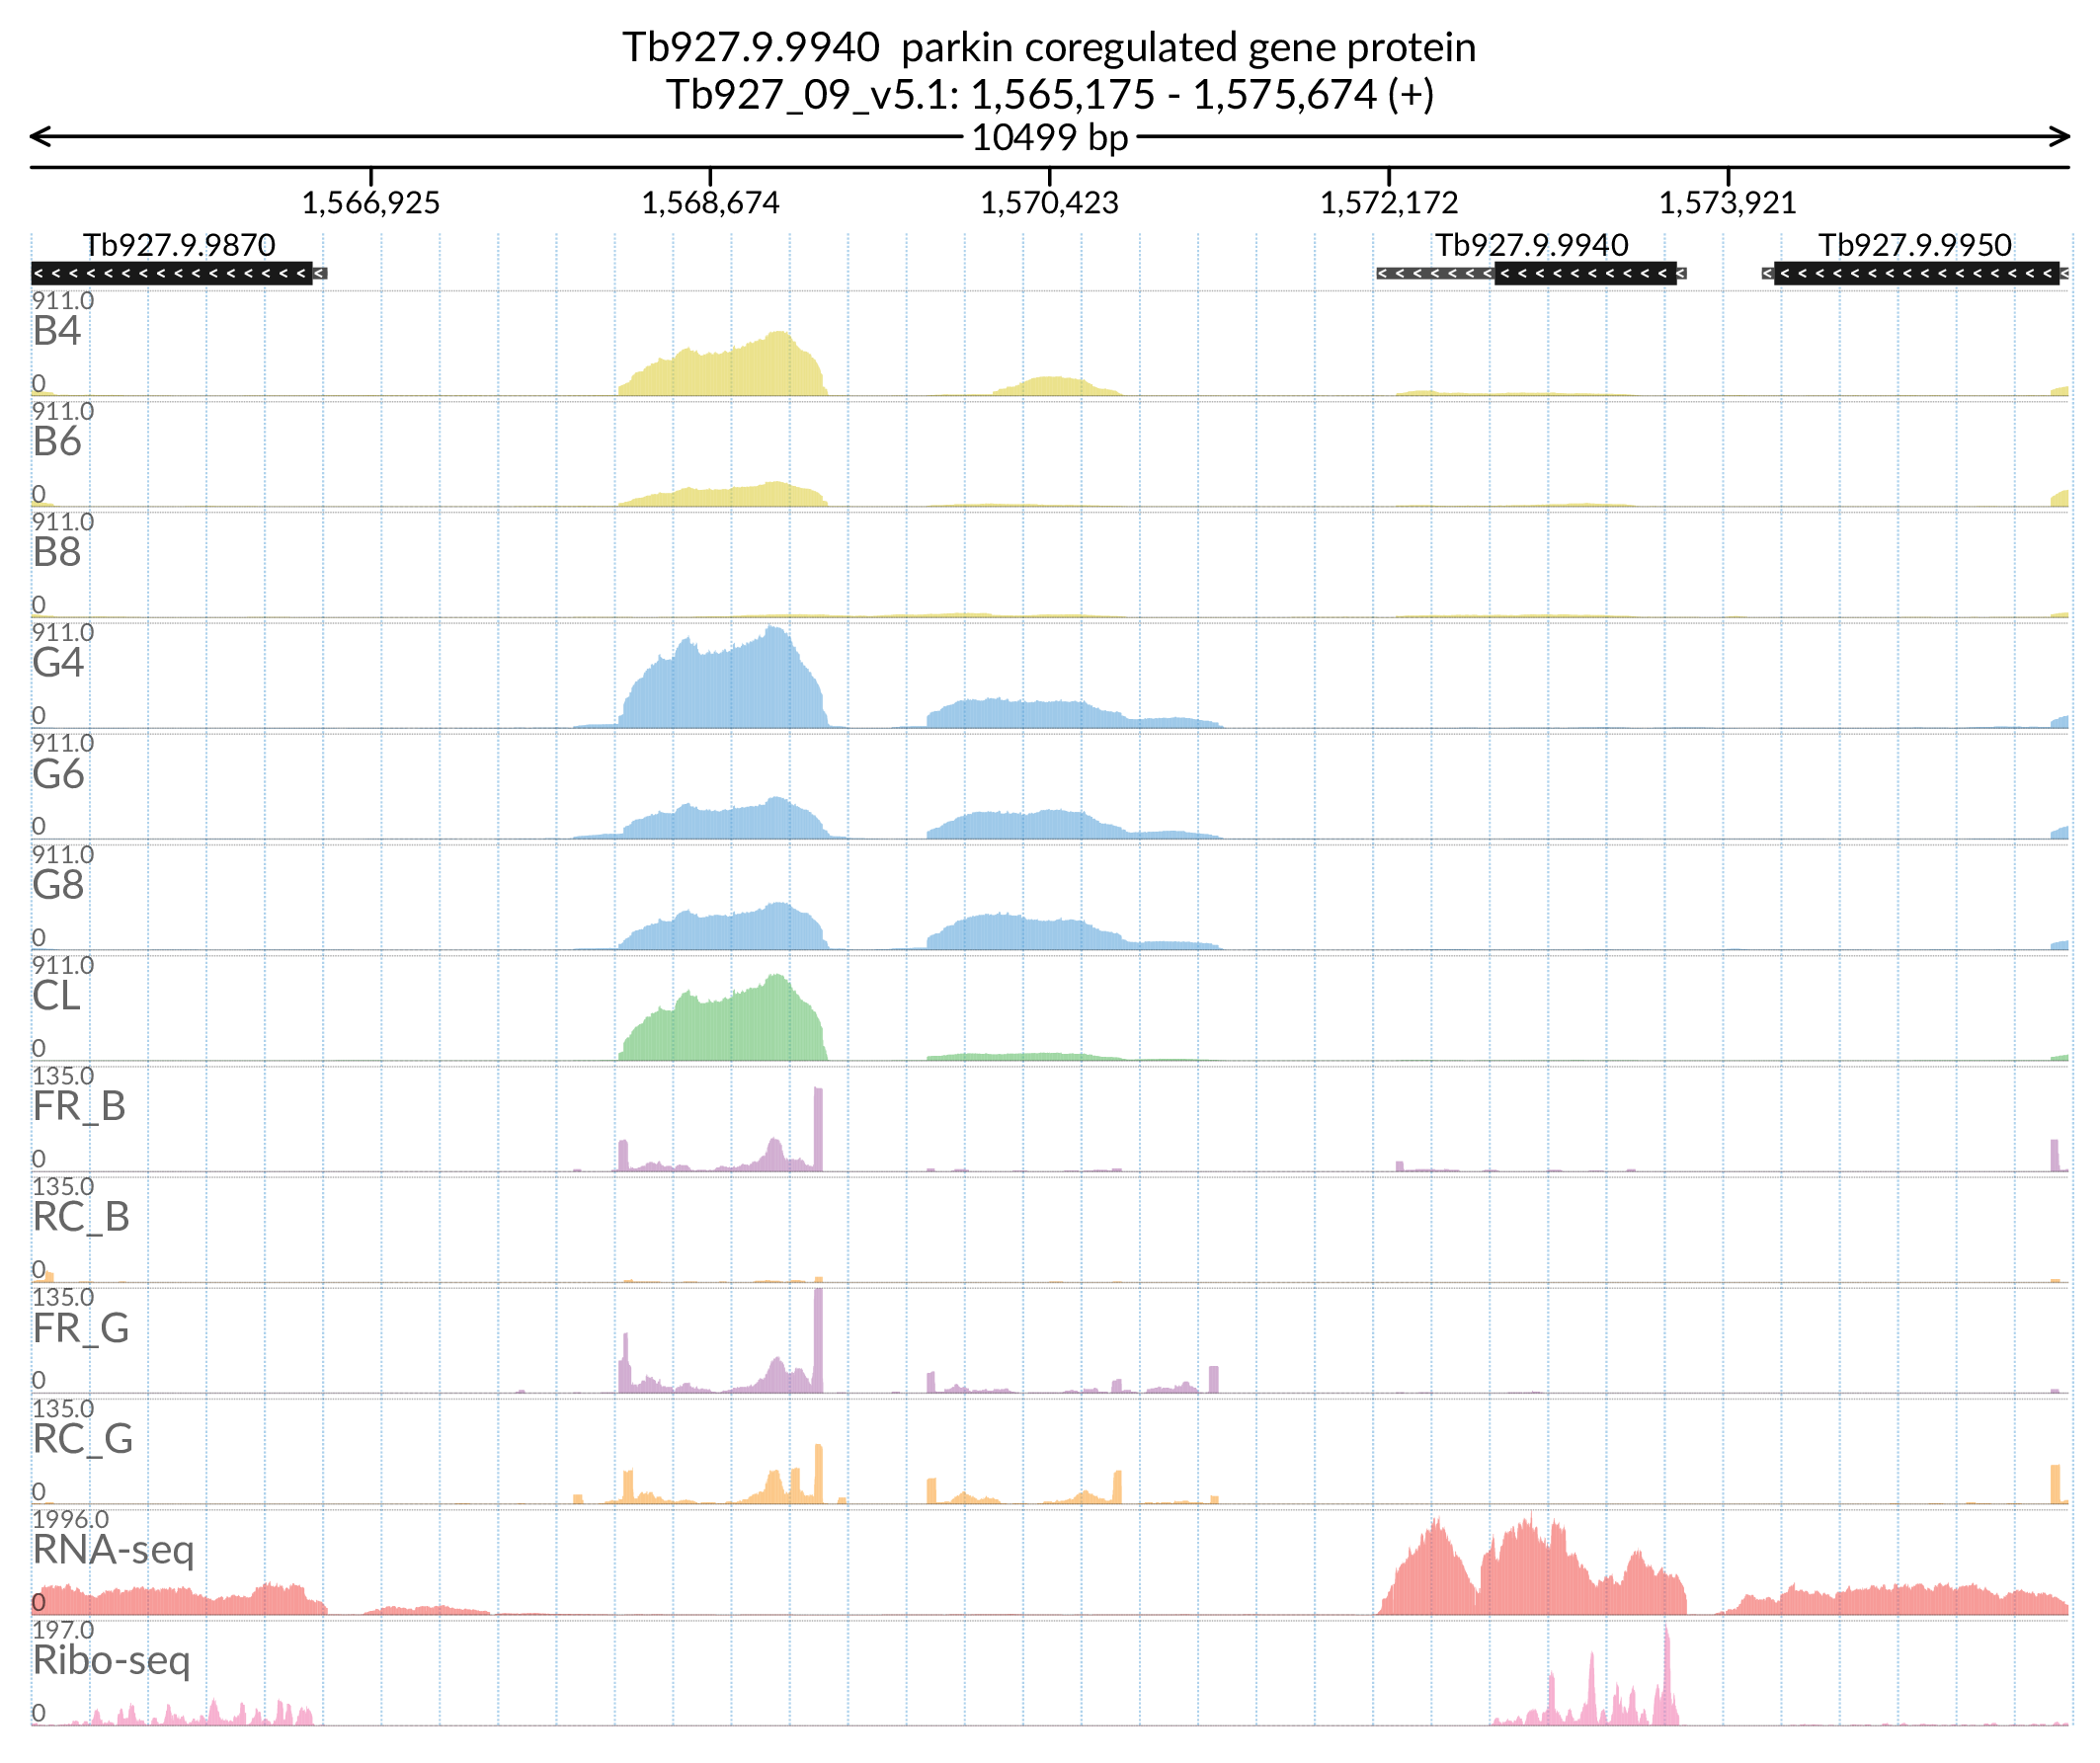 Tb927.9.9940  parkin coregulated gene protein
Tb927_09_v5.1: 1,565,175 - 1,575,674 (+)
10499 bp
1,566,925 1,568,674 1,570,423 1,572,172 1,573,921
Tb927.9.9870 Tb927.9.9940 Tb927.9.9950
911.0
B4
0
911.0
B6
0
911.0
B8
0
911.0
G4
0
911.0
G6
0
911.0
G8
0
911.0
CL
0
135.0
FR_B
0
135.0
RC_B
0
135.0
FR_G
0
135.0
RC_G
0
1996.0
RNA-seq
0
197.0
Ribo-seq
0